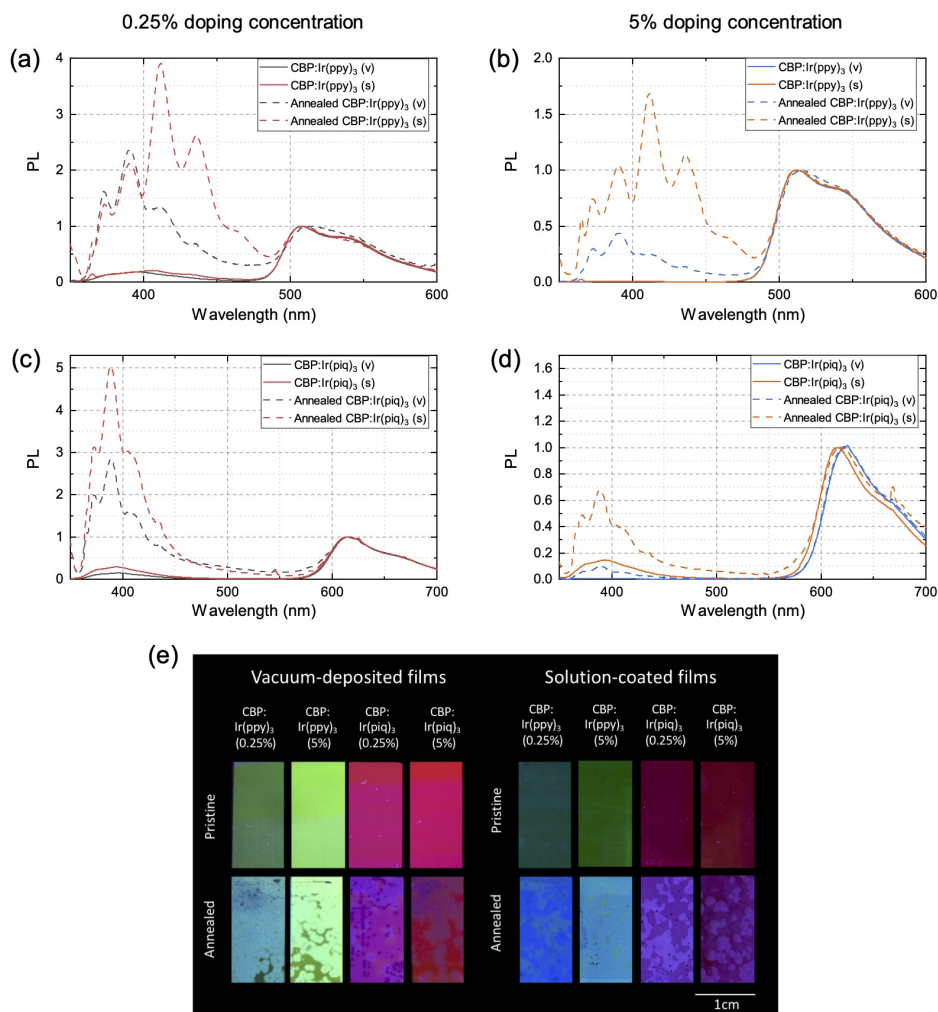 0.25% doping concentration
5% doping concentration
(a)
4
3
2
1
0
PL
400
500
600
Wavelength (nm)
CBP:Ir(ppy)₃ (v)
CBP:Ir(ppy)₃ (s)
Annealed CBP:Ir(ppy)₃ (v)
Annealed CBP:Ir(ppy)₃ (s)
(b)
2.0
1.5
1.0
0.5
0.0
PL
400
500
600
Wavelength (nm)
CBP:Ir(ppy)₃ (v)
CBP:Ir(ppy)₃ (s)
Annealed CBP:Ir(ppy)₃ (v)
Annealed CBP:Ir(ppy)₃ (s)
(c)
5
4
3
2
1
0
PL
400
500
600
700
Wavelength (nm)
CBP:Ir(piq)₃ (v)
CBP:Ir(piq)₃ (s)
Annealed CBP:Ir(piq)₃ (v)
Annealed CBP:Ir(piq)₃ (s)
(d)
1.6
1.4
1.2
1.0
0.8
0.6
0.4
0.2
0.0
PL
400
500
600
700
Wavelength (nm)
CBP:Ir(piq)₃ (v)
CBP:Ir(piq)₃ (s)
Annealed CBP:Ir(piq)₃ (v)
Annealed CBP:Ir(piq)₃ (s)
(e)
Vacuum-deposited films
CBP:
Ir(ppy)₃
(0.25%)
CBP:
Ir(ppy)₃
(5%)
CBP:
Ir(piq)₃
(0.25%)
CBP:
Ir(piq)₃
(5%)
Solution-coated films
CBP:
Ir(ppy)₃
(0.25%)
CBP:
Ir(ppy)₃
(5%)
CBP:
Ir(piq)₃
(0.25%)
CBP:
Ir(piq)₃
(5%)
Pristine
Pristine
Annealed
Annealed
1cm